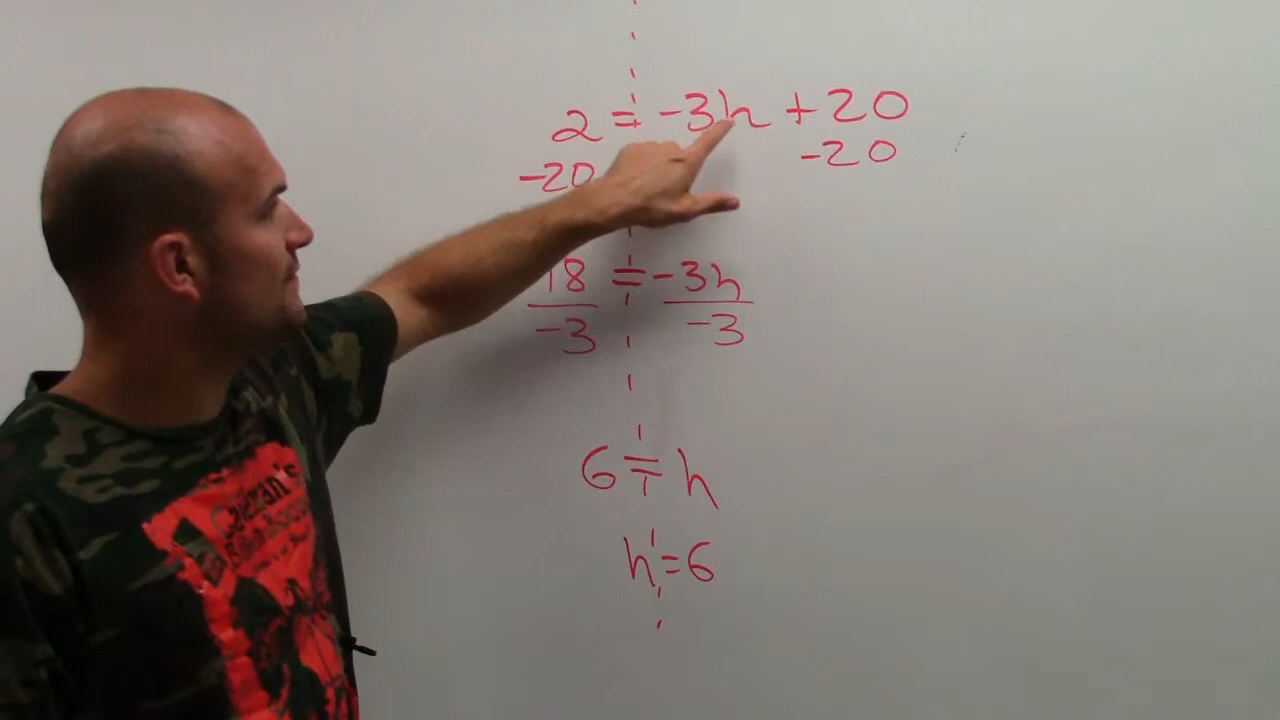 2 = -3h + 20
-20 -20
18 = -3h
-3 -3
6 = h
h = 6